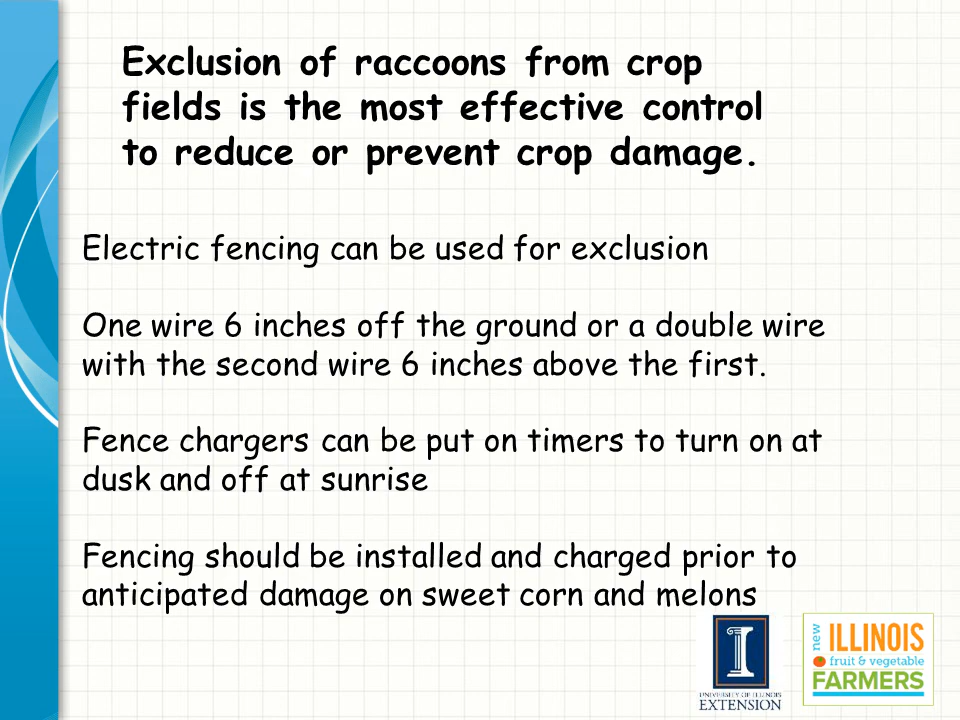 Exclusion of raccoons from crop
fields is the most effective control
to reduce or prevent crop damage.
Electric fencing can be used for exclusion
One wire 6 inches off the ground or a double wire
with the second wire 6 inches above the first.
Fence chargers can be put on timers to turn on at
dusk and off at sunrise
Fencing should be installed and charged prior to
anticipated damage on sweet corn and melons
I
UNIVERSITY OF ILLINOIS
EXTENSION
new
ILLINOIS
fruit & vegetable
FARMERS